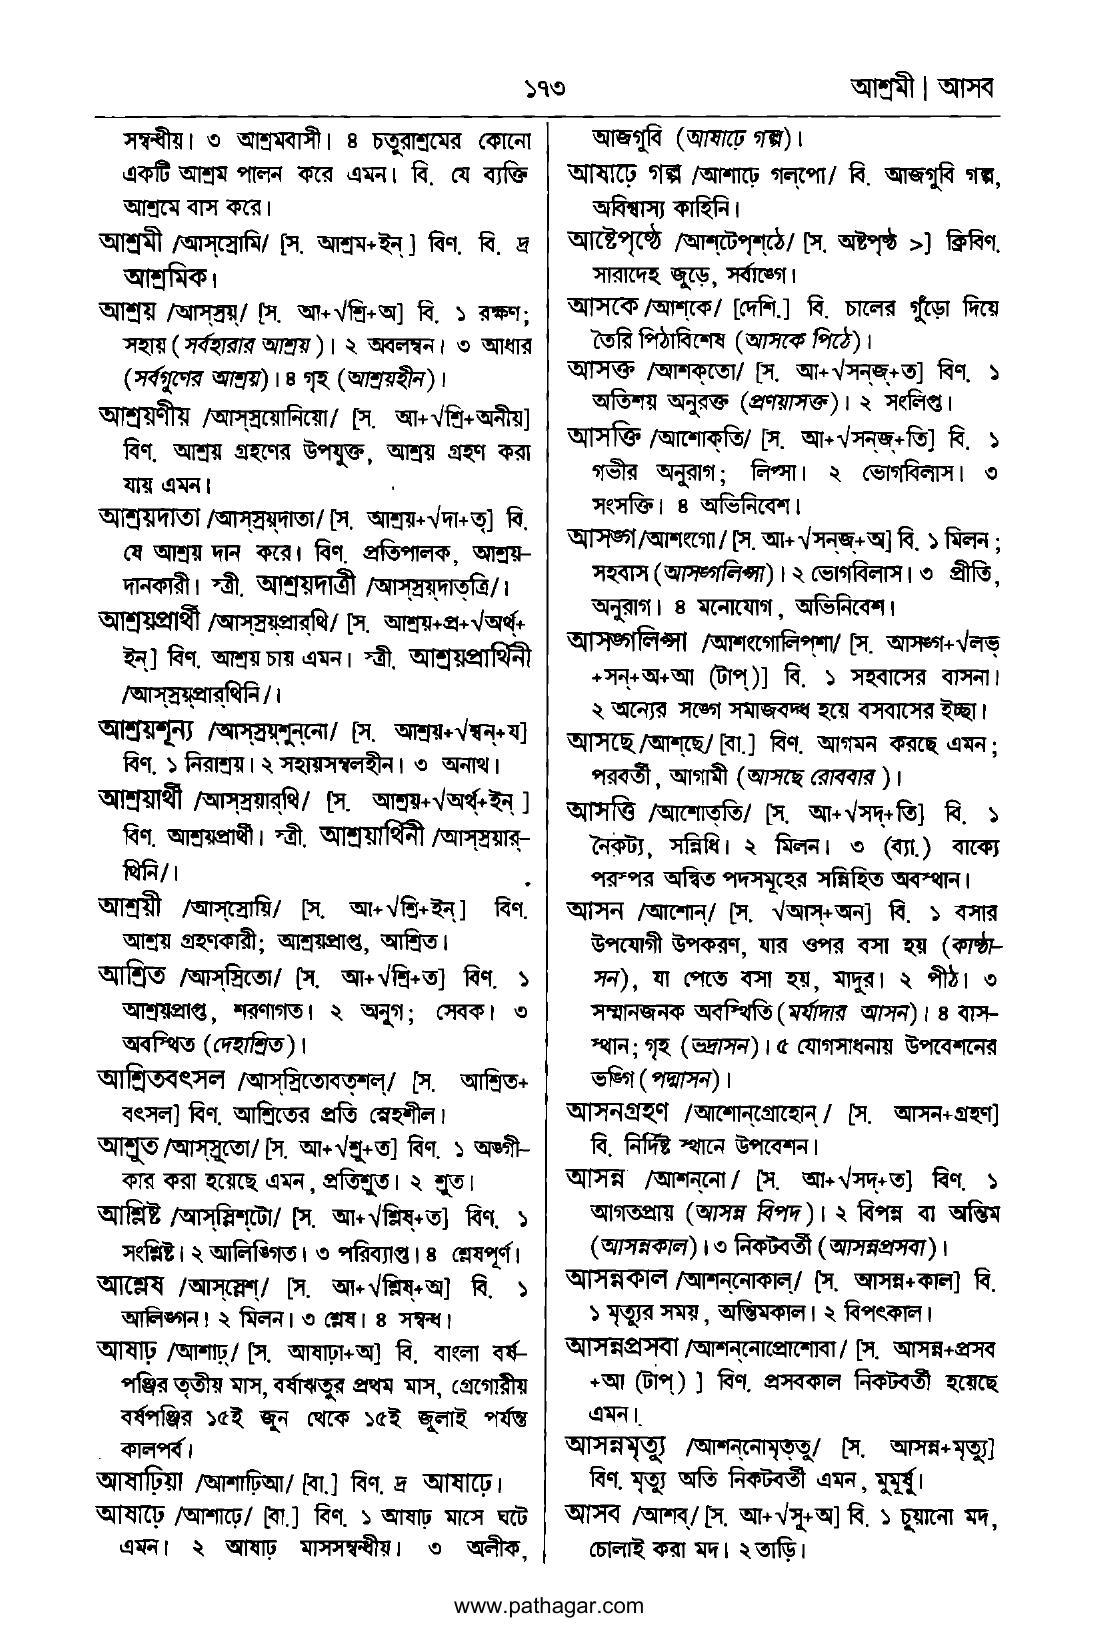 ১৭৩
আশ্রমী | আসব
সম্বন্ধীয়। ৩ আশ্রমবাসী। ৪ চতুরাশ্রমের কোনো
একটি আশ্রম পালন করে এমন। বি. যে ব্যক্তি
আশ্রমে বাস করে।
আশ্রমী /আস্স্রোমি/ [স. আশ্রম+ইন্] বিণ. বি. দ্র
আশ্রমিক।
আশ্রয় /আস্স্রয়্/ [স. আ+√শ্রি+অ] বি. ১ রক্ষণ;
সহায় (সর্বহারার আশ্রয়)। ২ অবলম্বন। ৩ আধার
(সর্বগুণের আশ্রয়)। ৪ গৃহ (আশ্রয়হীন)।
আশ্রয়ণীয় /আস্স্রয়োনিয়ো/ [স. আ+√শ্রি+অনীয়]
বিণ. আশ্রয় গ্রহণের উপযুক্ত, আশ্রয় গ্রহণ করা
যায় এমন।
আশ্রয়দাতা /আস্স্রয়্দাতা/ [স. আশ্রয়+√দা+তৃ] বি.
যে আশ্রয় দান করে। বিণ. প্রতিপালক, আশ্রয়-
দানকারী। স্ত্রী. আশ্রয়দাত্রী /আস্স্রয়্দাত্ত্রি/।
আশ্রয়প্রার্থী /আস্স্রয়্প্রার্থি/ [স. আশ্রয়+প্র+√অর্থ্+
ইন্] বিণ. আশ্রয় চায় এমন। স্ত্রী. আশ্রয়প্রার্থিনী
/আস্স্রয়্প্রার্থিনি/।
আশ্রয়শূন্য /আস্স্রয়্শুন্নো/ [স. আশ্রয়+√শ্বন্+য]
বিণ. ১ নিরাশ্রয়। ২ সহায়সম্বলহীন। ৩ অনাথ।
আশ্রয়ার্থী /আস্স্রয়ার্থি/ [স. আশ্রয়+√অর্থ্+ইন্ ]
বিণ. আশ্রয়প্রার্থী। স্ত্রী. আশ্রয়ার্থিনী /আস্স্রয়ার্-
থিনি/।
আশ্রয়ী /আস্স্রোয়ি/ [স. আ+√শ্রি+ইন্] বিণ.
আশ্রয় গ্রহণকারী; আশ্রয়প্রাপ্ত, আশ্রিত।
আশ্রিত /আস্স্রিতো/ [স. আ+√শ্রি+ত] বিণ. ১
আশ্রয়প্রাপ্ত, শরণাগত। ২ অনুগ; সেবক। ৩
অবস্থিত (দেহাশ্রিত)।
আশ্রিতবৎসল /আস্স্রিতোবত্শল্/ [স. আশ্রিত+
বৎসল] বিণ. আশ্রিতের প্রতি স্নেহশীল।
আশ্রুত /আস্স্রুতো/ [স. আ+√শ্রু+ত] বিণ. ১ অঙ্গী-
কার করা হয়েছে এমন, প্রতিশ্রুত। ২ শ্রুত।
আশ্লিষ্ট /আস্স্লিশ্টো/ [স. আ+√শ্লিষ্+ত] বিণ. ১
সংশ্লিষ্ট। ২ আলিঙ্গিত। ৩ পরিব্যাপ্ত। ৪ শ্লেষপূর্ণ।
আশ্লেষ /আস্স্লেশ্/ [স. আ+√শ্লিষ্+অ] বি. ১
আলিঙ্গন। ২ মিলন। ৩ শ্লেষ। ৪ সম্বন্ধ।
আষাঢ় /আশাঢ়্/ [স. আষাঢ়া+অ] বি. বাংলা বর্ষ-
পঞ্জির তৃতীয় মাস, বর্ষাঋতুর প্রথম মাস, গ্রেগোরীয়
বর্ষপঞ্জির ১৫ই জুন থেকে ১৫ই জুলাই পর্যন্ত
কালপর্ব।
আষাঢ়িয়া /আশাঢ়িআ/ [বা.] বিণ. দ্র আষাঢ়ে।
আষাঢ়ে /আশাঢ়ে/ [বা.] বিণ. ১ আষাঢ় মাসে ঘটে
এমন। ২ আষাঢ় মাসসম্বন্ধীয়। ৩ অলীক,
আজগুবি (আষাঢ়ে গল্প)।
আষাঢ়ে গল্প /আশাঢ়ে গল্পো/ বি. আজগুবি গল্প,
অবিশ্বাস্য কাহিনি।
আষ্টেপৃষ্ঠে /আশ্টেপৃশ্ঠে/ [স. অষ্টপৃষ্ঠ >] ক্রিবিণ.
সারাদেহ জুড়ে, সর্বাঙ্গে।
আসকে /আশ্কে/ [দেশি.] বি. চালের গুঁড়ো দিয়ে
তৈরি পিঠাবিশেষ (আসকে পিঠে)।
আসক্ত /আশক্তো/ [স. আ+√সন্জ্+ত] বিণ. ১
অতিশয় অনুরক্ত (প্রণয়াসক্ত)। ২ সংলিপ্ত।
আসক্তি /আশোক্তি/ [স. আ+√সন্জ্+তি] বি. ১
গভীর অনুরাগ; লিপ্সা। ২ ভোগবিলাস। ৩
সংসক্তি। ৪ অভিনিবেশ।
আসঙ্গ /আশংগো/ [স. আ+√সন্জ্+অ] বি. ১ মিলন;
সহবাস (আসঙ্গলিপ্সা)। ২ ভোগবিলাস। ৩ প্রীতি,
অনুরাগ। ৪ মনোযোগ, অভিনিবেশ।
আসঙ্গলিপ্সা /আশংগোলিপ্শা/ [স. আসঙ্গ+√লভ্
+সন্+অ+আ (টাপ্)] বি. ১ সহবাসের বাসনা।
২ অন্যের সঙ্গে সমাজবদ্ধ হয়ে বসবাসের ইচ্ছা।
আসছে /আশ্ছে/ [বা.] বিণ. আগমন করছে এমন;
পরবর্তী, আগামী (আসছে রোববার )।
আসত্তি /আশোত্তি/ [স. আ+√সদ্+তি] বি. ১
নৈকট্য, সন্নিধি। ২ মিলন। ৩ (ব্যা.) বাক্যে
পরস্পর অন্বিত পদসমূহের সন্নিহিত অবস্থান।
আসন /আশোন্/ [স. √আস্+অন] বি. ১ বসার
উপযোগী উপকরণ, যার ওপর বসা হয় (কাষ্ঠা-
সন), যা পেতে বসা হয়, মাদুর। ২ পীঠ। ৩
সম্মানজনক অবস্থিতি (মর্যাদার আসন)। ৪ বাস-
স্থান; গৃহ (ভদ্রাসন)। ৫ যোগসাধনায় উপবেশনের
ভঙ্গি (পদ্মাসন)।
আসনগ্রহণ /আশোন্গ্রোহোন্/ [স. আসন+গ্রহণ]
বি. নির্দিষ্ট স্থানে উপবেশন।
আসন্ন /আশন্নো/ [স. আ+√সদ্+ত] বিণ. ১
আগতপ্রায় (আসন্ন বিপদ)। ২ বিপন্ন বা অন্তিম
(আসন্নকাল)। ৩ নিকটবর্তী (আসন্নপ্রসবা)।
আসন্নকাল /আশন্নোকাল্/ [স. আসন্ন+কাল] বি.
১ মৃত্যুর সময়, অন্তিমকাল। ২ বিপৎকাল।
আসন্নপ্রসবা /আশন্নোপ্রোশোবা/ [স. আসন্ন+প্রসব
+আ (টাপ্) ] বিণ. প্রসবকাল নিকটবর্তী হয়েছে
এমন।
আসন্নমৃত্যু /আশন্নোমৃত্তু/ [স. আসন্ন+মৃত্যু]
বিণ. মৃত্যু অতি নিকটবর্তী এমন, মুমূর্ষু।
আসব /আশব্/ [স. আ+√সু+অ] বি. ১ চুয়ানো মদ,
চোলাই করা মদ। ২ তাড়ি।
www.pathagar.com